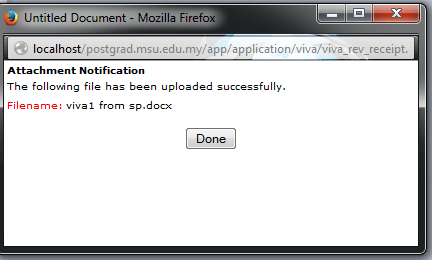 Untitled Document - Mozilla Firefox
localhost/postgrad.msu.edu.my/app/application/viva/viva_rev_receipt.
Attachment Notification
The following file has been uploaded successfully.
Filename: viva1 from sp.docx
Done